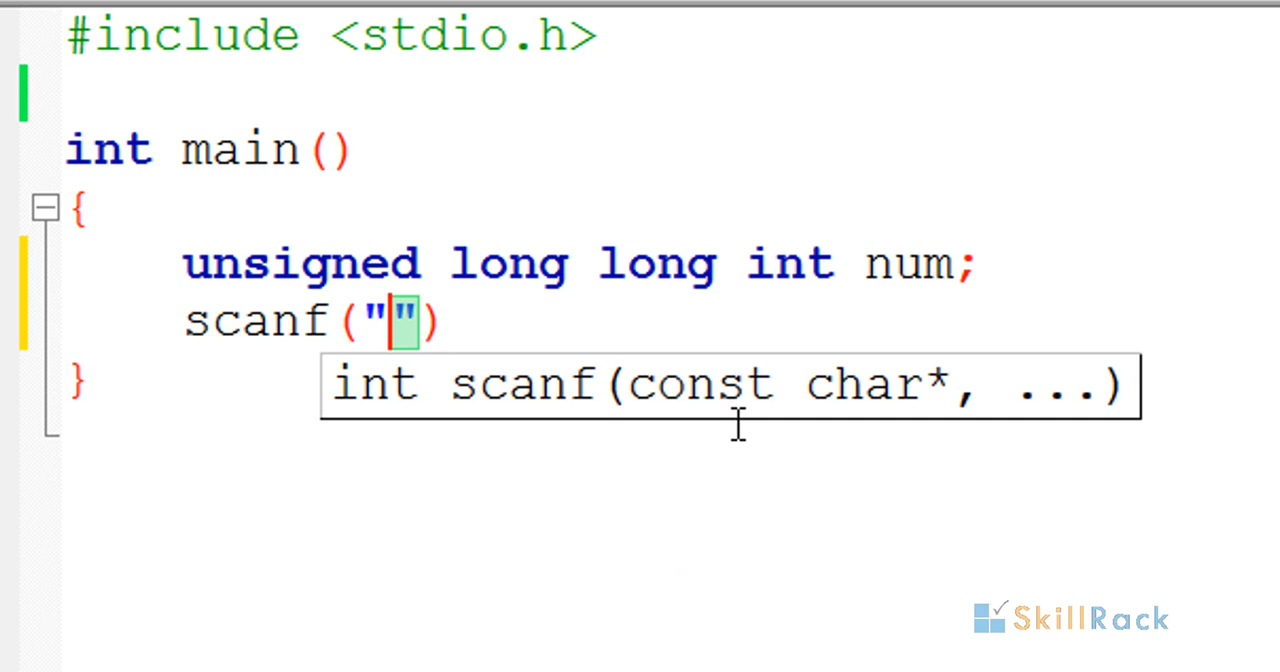 #include <stdio.h>
int main()
{
unsigned long long int num;
scanf("")
}
int scanf(const char*, ...)
SkillRack